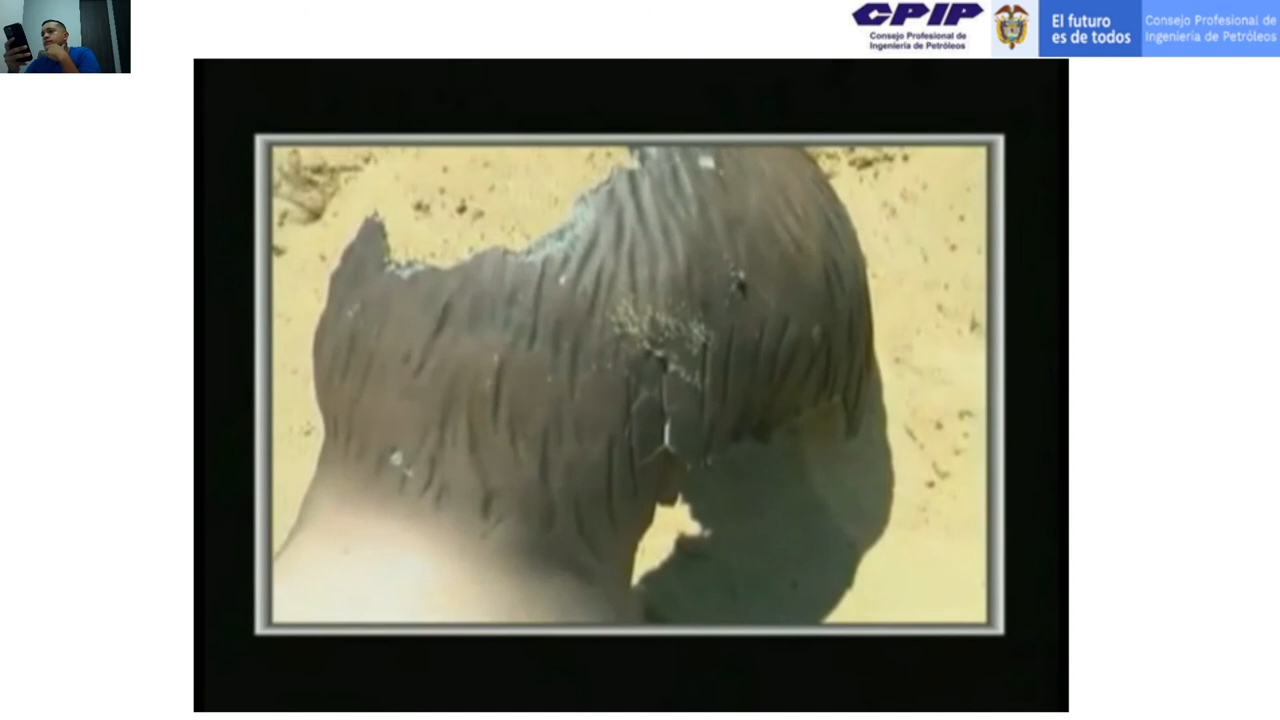 CPIP
Consejo Profesional de
Ingeniería de Petróleos
El futuro
es de todos
Consejo Profesional de
Ingeniería de Petróleos